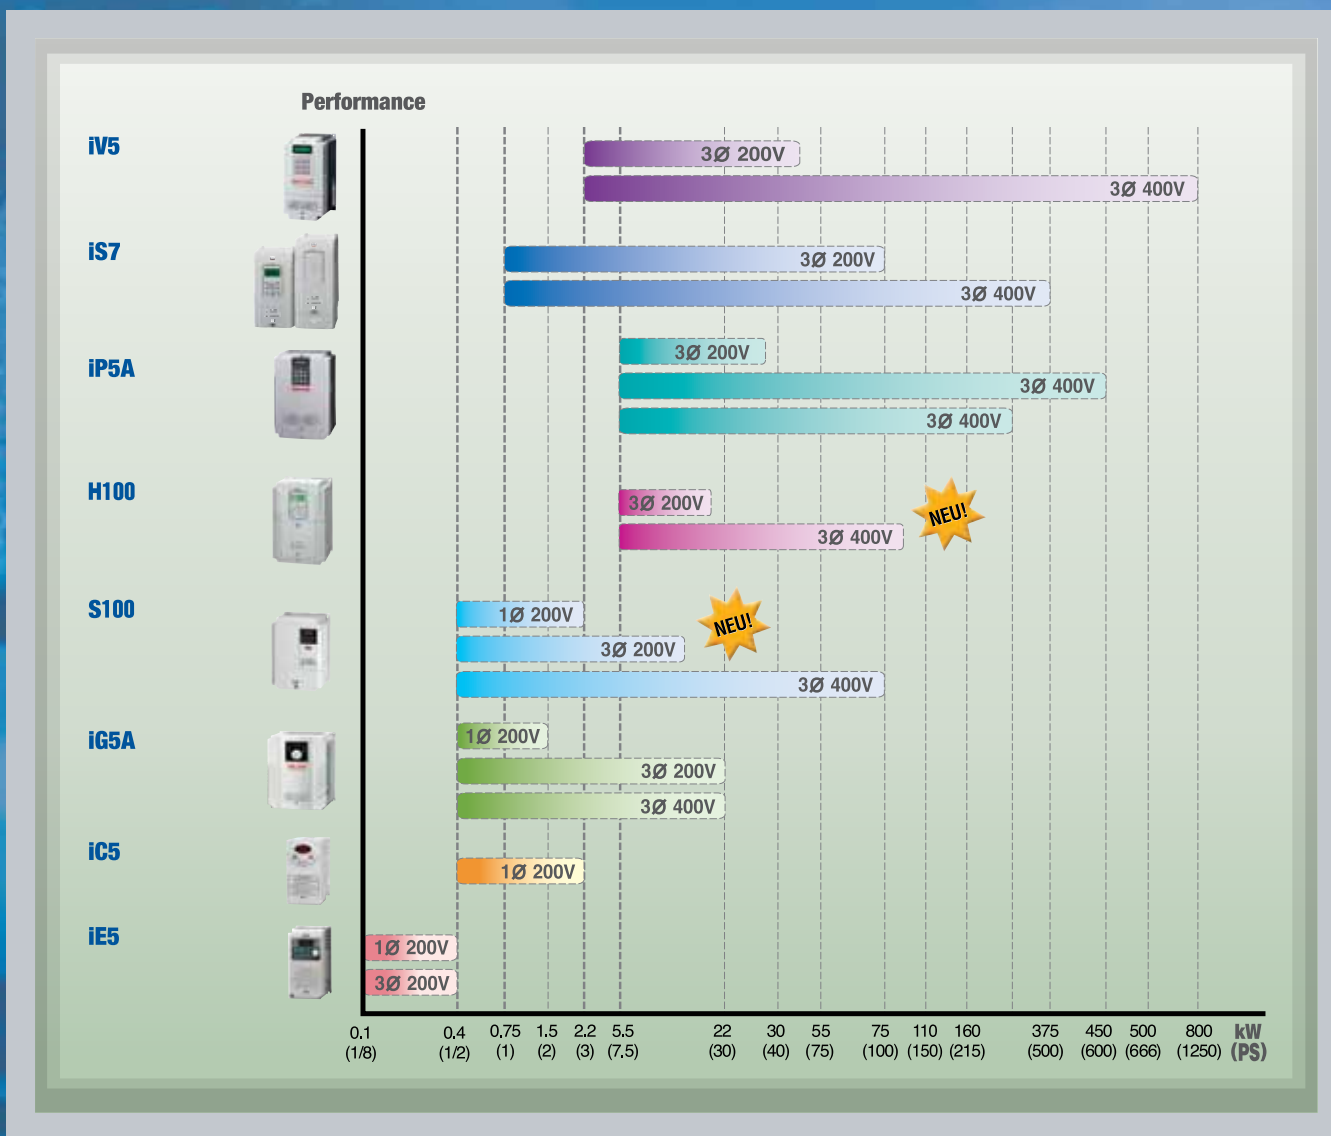 Performance
iV5
3Ø 200V
3Ø 400V
iS7
3Ø 200V
3Ø 400V
iP5A
3Ø 200V
3Ø 400V
3Ø 400V
H100
3Ø 200V
3Ø 400V
NEU!
S100
1Ø 200V
3Ø 200V
3Ø 400V
NEU!
iG5A
1Ø 200V
3Ø 200V
3Ø 400V
iC5
1Ø 200V
iE5
1Ø 200V
3Ø 200V
0.1 0.4 0,75 1.5 2.2 5.5 22 30 55 75 110 160 375 450 500 800 kW
(1/8) (1/2) (1) (2) (3) (7,5) (30) (40) (75) (100) (150) (215) (500) (600) (666) (1250) (PS)